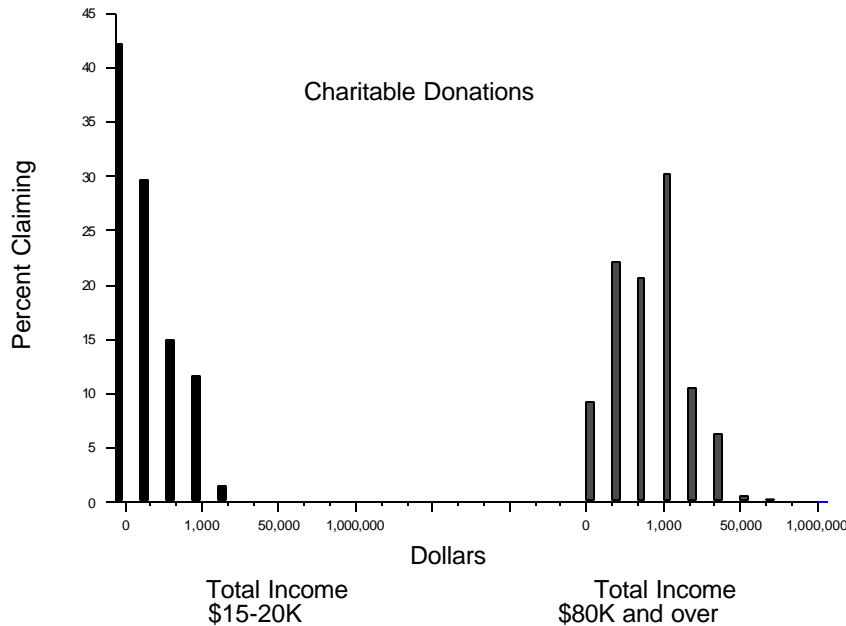 Charitable Donations
Percent Claiming
45
40
35
30
25
20
15
10
5
0
0 1,000 50,000 1,000,000 0 1,000 50,000 1,000,000
Dollars
Total Income Total Income
$15-20K $80K and over